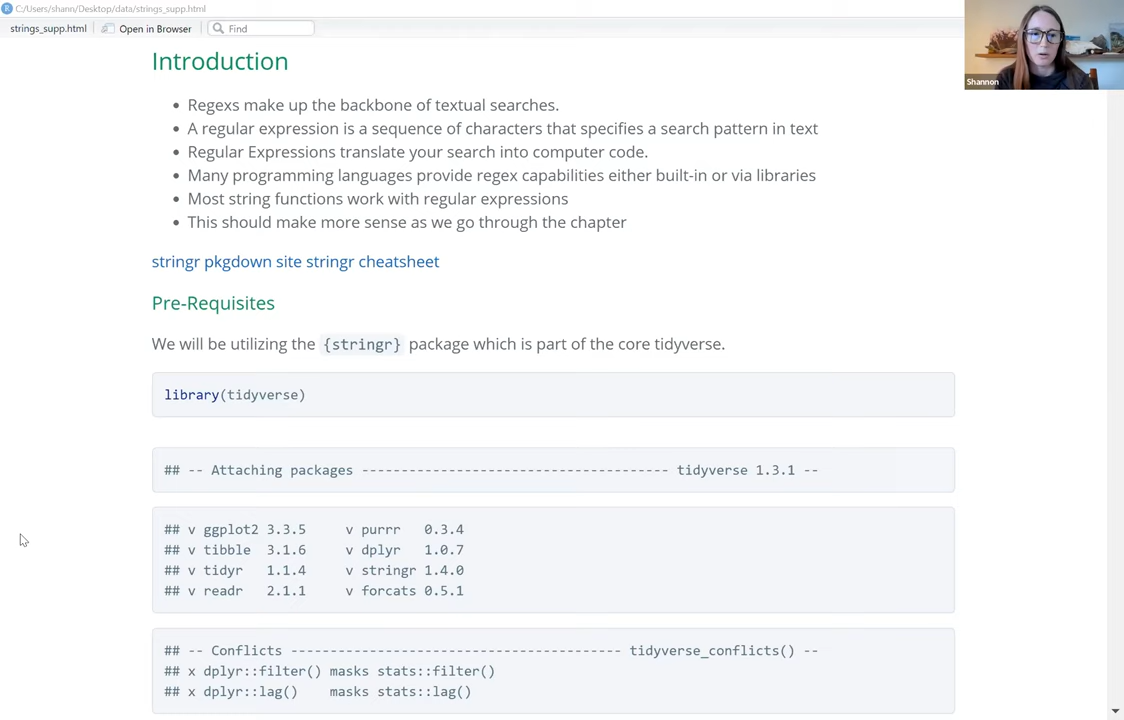 C:/Users/shann/Desktop/data/strings_supp.html
strings_supp.html Open in Browser Find
Shannon
Introduction
Regexs make up the backbone of textual searches.
A regular expression is a sequence of characters that specifies a search pattern in text
Regular Expressions translate your search into computer code.
Many programming languages provide regex capabilities either built-in or via libraries
Most string functions work with regular expressions
This should make more sense as we go through the chapter
stringr pkgdown site stringr cheatsheet
Pre-Requisites
We will be utilizing the {stringr} package which is part of the core tidyverse.
library(tidyverse)
## -- Attaching packages --------------------------------------- tidyverse 1.3.1 --
## v ggplot2 3.3.5     v purrr   0.3.4
## v tibble  3.1.6     v dplyr   1.0.7
## v tidyr   1.1.4     v stringr 1.4.0
## v readr   2.1.1     v forcats 0.5.1
## -- Conflicts ------------------------------------------ tidyverse_conflicts() --
## x dplyr::filter() masks stats::filter()
## x dplyr::lag()    masks stats::lag()